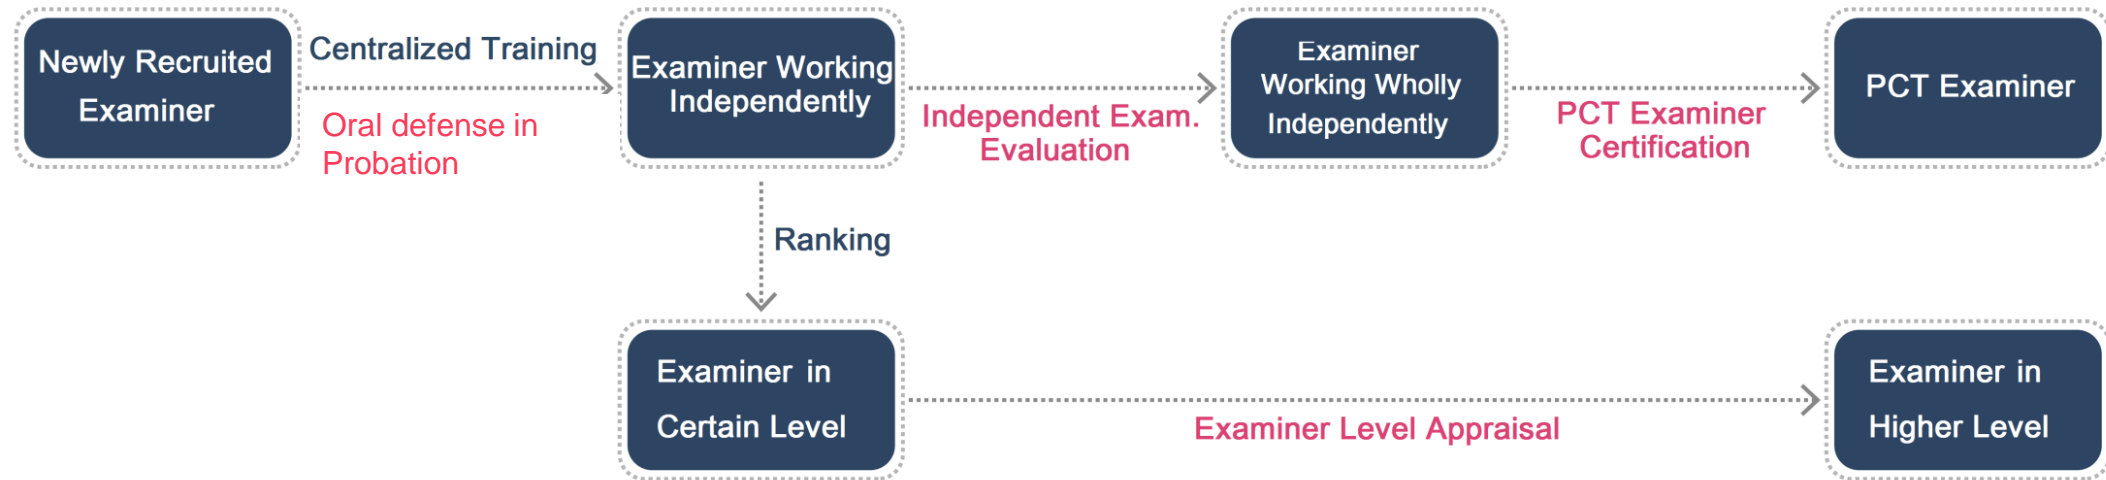 Newly Recruited
Examiner
Centralized Training
Oral defense in
Probation
Examiner Working
Independently
Independent Exam.
Evaluation
Examiner
Working Wholly
Independently
PCT Examiner
Certification
PCT Examiner
Ranking
Examiner in
Certain Level
Examiner Level Appraisal
Examiner in
Higher Level